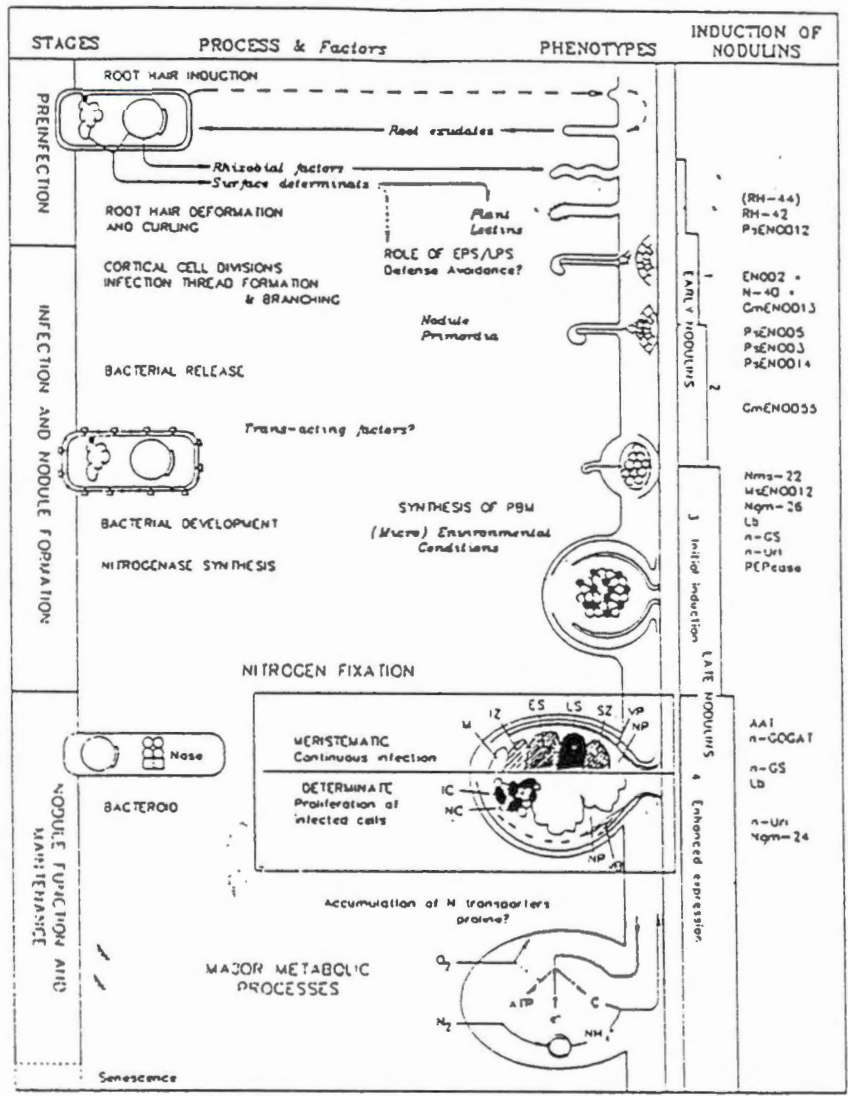 STAGES
PROCESS & Factors
PHENOTYPES
INDUCTION OF
NODULINS
PREINFECTION
ROOT HAIR INDUCTION
Root exudates
Rhizobial factors
Surface determinats
ROOT HAIR DEFORMATION
AND CURLING
Plant
Lectins
ROLE OF EPS/LPS
Defense Avoidance?
(RH-44)
RH-42
PsENOD12
INFECTION AND NODULE FORMATION
CORTICAL CELL DIVISIONS
INFECTION THREAD FORMATION
& BRANCHING
Nodule
Primordia
BACTERIAL RELEASE
Trans-acting factors?
EARLY NODULINS
1
2
ENOD2 *
N-40 *
GmENOD13
PsENOD5
PsENOD3
PsENOD14
GmENOD55
BACTERIAL DEVELOPMENT
NITROGENASE SYNTHESIS
SYNTHESIS OF PBM
(Micro) Environmental
Conditions
3 Initial induction
LATE NODULINS
Nms-22
MsENOD12
Ngm-26
Lb
n-GS
n-Uri
PEPcase
NITROGEN FIXATION
NODULE FUNCTION AND
MAINTENANCE
Nase
BACTEROID
MERISTEMATIC
Continuous infection
M
IZ
ES
LS
SZ
VP
NP
DETERMINATE
Proliferation of
infected cells
IC
NC
NP
VP
4 Enhanced expression
AAT
n-GOGAT
n-GS
Lb
n-Uri
Ngm-24
Accumulation of N transporters
proline?
MAJOR METABOLIC
PROCESSES
O2
ATP
e-
C
N2
NH4+
Senescence